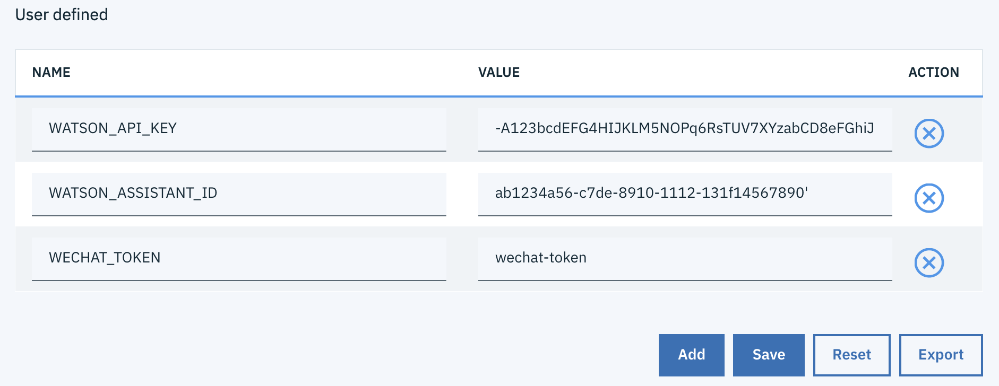 User defined
NAME VALUE ACTION
WATSON_API_KEY -A123bcdEFG4HIJKLM5NOPq6RsTUV7XYzabCD8eFGhiJ
WATSON_ASSISTANT_ID ab1234a56-c7de-8910-1112-131f14567890'
WECHAT_TOKEN wechat-token
Add Save Reset Export